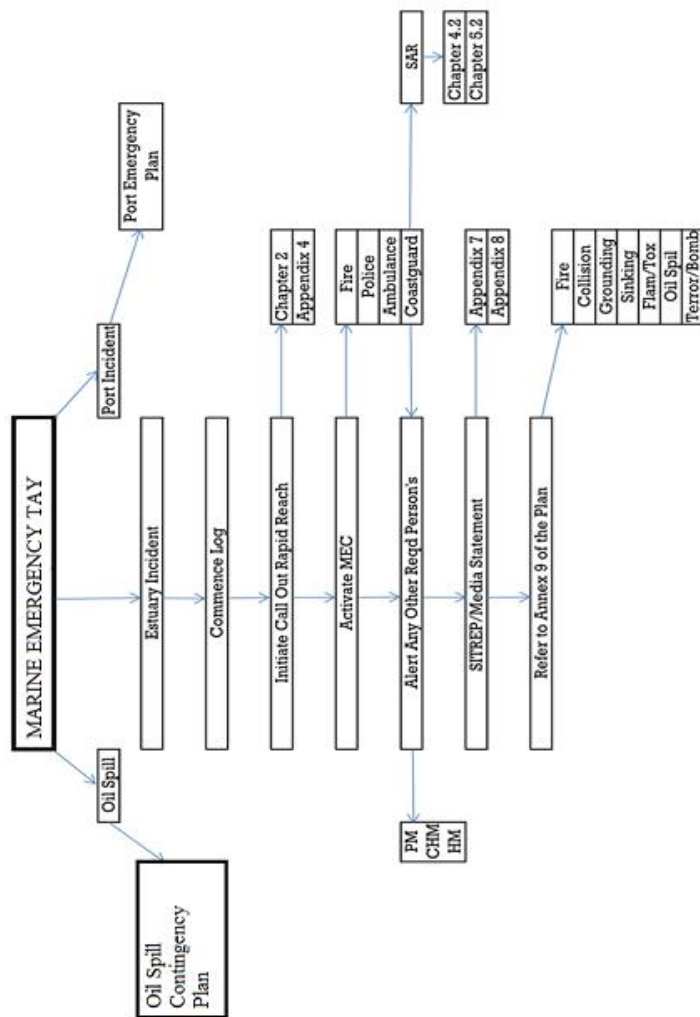 MARINE EMERGENCY TAY
Oil Spill
Port Incident
Oil Spill
Contingency
Plan
Port Emergency
Plan
Estuary Incident
Commence Log
Initiate Call Out Rapid Reach
Chapter 2
Appendix 4
Activate MEC
Fire
Police
Ambulance
Coastguard
PM
CHM
HM
Alert Any Other Reqd Person's
SAR
Chapter 4.2
Chapter 5.2
SITREP/Media Statement
Appendix 7
Appendix 8
Refer to Annex 9 of the Plan
Fire
Collision
Grounding
Sinking
Flam/Tox
Oil Spil
Terror/Bomb